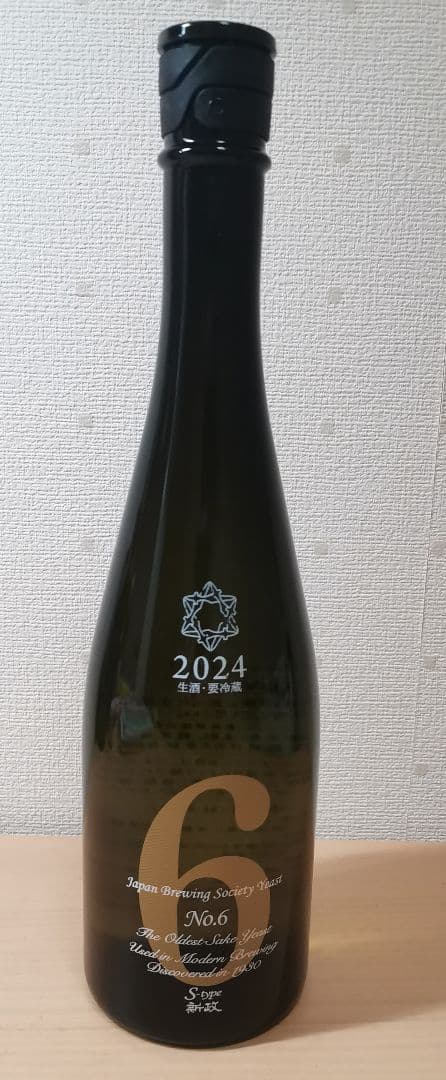 2024
生酒・要冷蔵
6
Japan Brewing Society Yeast
No.6
The Oldest Sake Yeast
Used in Modern Brewing
Discovered in 1930
S-type
新政